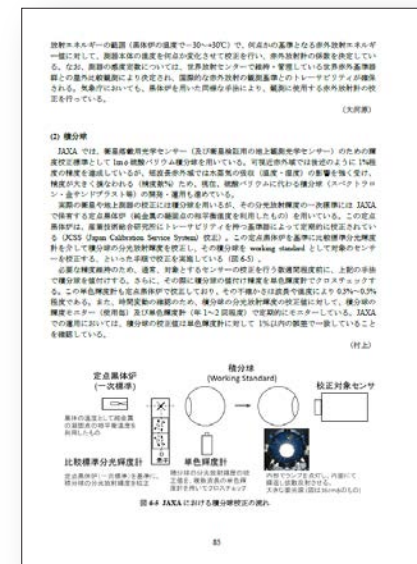 放射エネルギーの範囲（黒体炉の温度で－30～+30℃）で、何点かの基準となる赤外放射エネルギ
ー値に対して、測器本体の温度を何点か変化させて校正を行い、赤外放射計の係数を決定してい
る。なお、測器の感度定数については、世界放射センターで維持・管理している世界赤外基準器
群との屋外比較観測により決定され、国際的な赤外放射の観測基準とのトレーサビリティが確保
される。気象庁においても、黒体炉を用いた同様な手法により、観測に使用する赤外放射計の校
正を行っている。
（大河原）
(2) 積分球
JAXA では、衛星搭載用光学センサー（及び衛星検証用の地上観測光学センサー）のための輝
度校正標準として 1mφ硫酸バリウム積分球を用いている。可視近赤外域では後述のように 1%程
度の精度を達成しているが、短波長赤外域では水蒸気の吸収（温度・湿度）の影響を強く受け、
精度が大きく損なわれる（精度数%）ため、現在、硫酸バリウムに代わる積分球（スペクトラロ
ン・金サンドブラスト等）の開発・運用も進めている。
実際の衛星や地上測器の校正には積分球を用いるが、その分光放射輝度の一次標準には JAXA
で保有する定点黒体炉（純金属の凝固点の相平衡温度を利用したもの）を用いている。この定点
黒体炉は、産業技術総合研究所にトレーサビリティを持つ基準器によって定期的に校正されてい
る（JCSS (Japan Calibration Service System) 校正）。この定点黒体炉を基準に比較標準分光輝度
計を介して積分球の分光放射輝度を校正し、その積分球を working standard として対象のセンサ
ーを校正する、といった手順で校正を実施している（図 6-5）。
必要な精度維持のため、通常、対象とするセンサーの校正を行う数週間程度前に、上記の手法
で積分球を値付けする。さらに、その際に積分球の値付け精度を単色輝度計でクロスチェックす
る。この単色輝度計も定点黒体炉で校正しており、その不確かさは波長や温度により 0.3%～0.5%
程度である。また、時間変動の確認のため、積分球の分光放射輝度の校正値に対して、積分球の
輝度モニター（使用毎）及び単色輝度計（年 1～2 回程度）で定期的にモニターしている。JAXA
での運用においては、積分球の校正値は単色輝度計に対して 1%以内の誤差で一致していること
を確認している。
（村上）
定点黒体炉
（一次標準）
積分球
(Working Standard)
校正対象センサ
黒体の温度として純金属
の凝固点の相平衡温度を
利用したもの
比較標準分光輝度計
定点黒体炉（一次標準）を基準に、
積分球の分光放射輝度を校正
単色輝度計
積分球の分光放射輝度の校
正値を、複数波長の単色輝
度計を用いてクロスチェック
内部でランプを点灯し、内壁にて
繰返し拡散反射させる。
図 6-5 JAXA における積分球校正の流れ
83